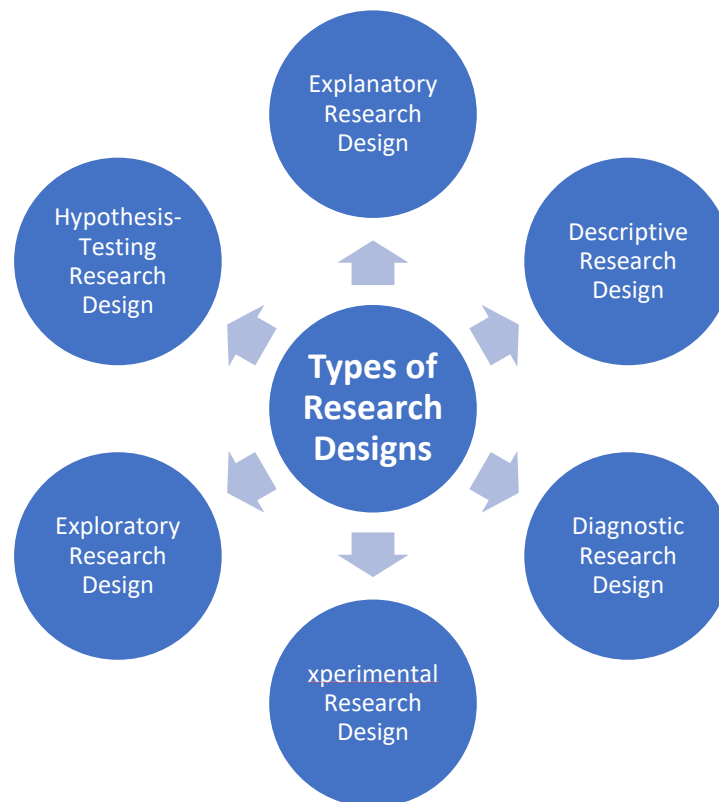 Explanatory
Research
Design
Hypothesis-
Testing
Research
Design
Descriptive
Research
Design
Types of
Research
Designs
Exploratory
Research
Design
Diagnostic
Research
Design
xperimental
Research
Design